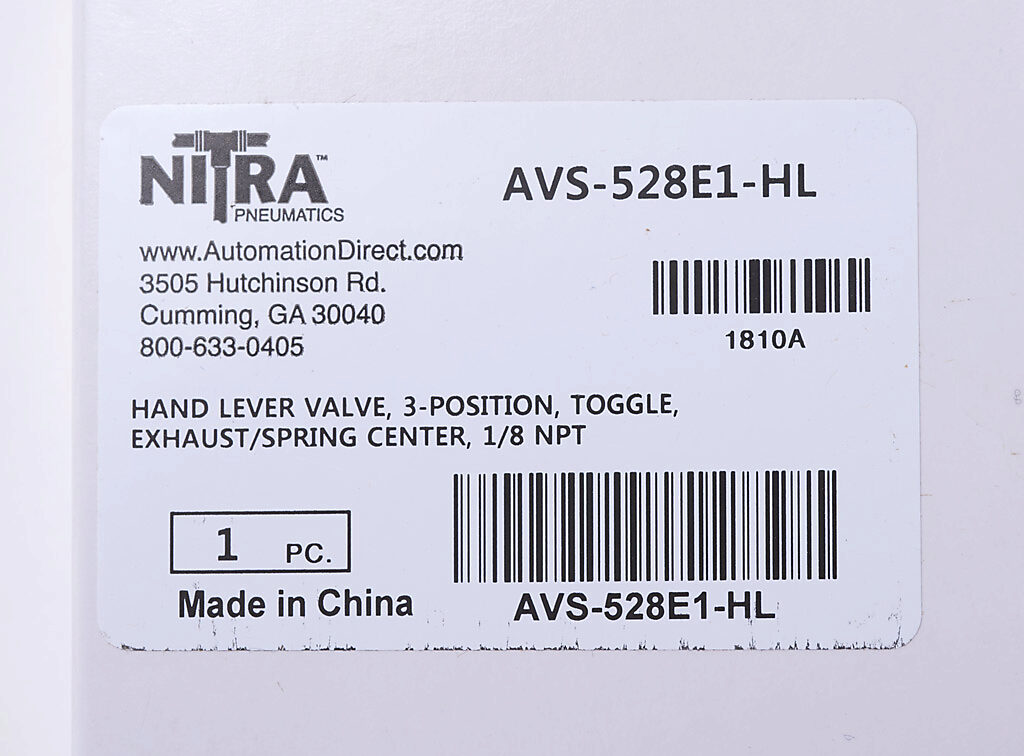 NITRA™
PNEUMATICS
AVS-528E1-HL
www.AutomationDirect.com
3505 Hutchinson Rd.
Cumming, GA 30040
800-633-0405
1810A
HAND LEVER VALVE, 3-POSITION, TOGGLE,
EXHAUST/SPRING CENTER, 1/8 NPT
1 PC.
Made in China
AVS-528E1-HL